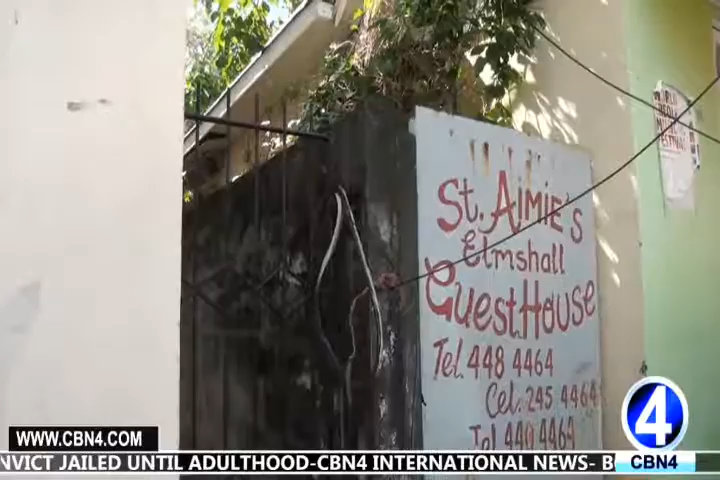 St. AiMiE's
Elmshall
GuestHouse
Tel. 448 4464
Cel. 245 4464
Tel 440 4464
WWW.CBN4.COM
NVICT JAILED UNTIL ADULTHOOD-CBN4 INTERNATIONAL NEWS- B
4
CBN4